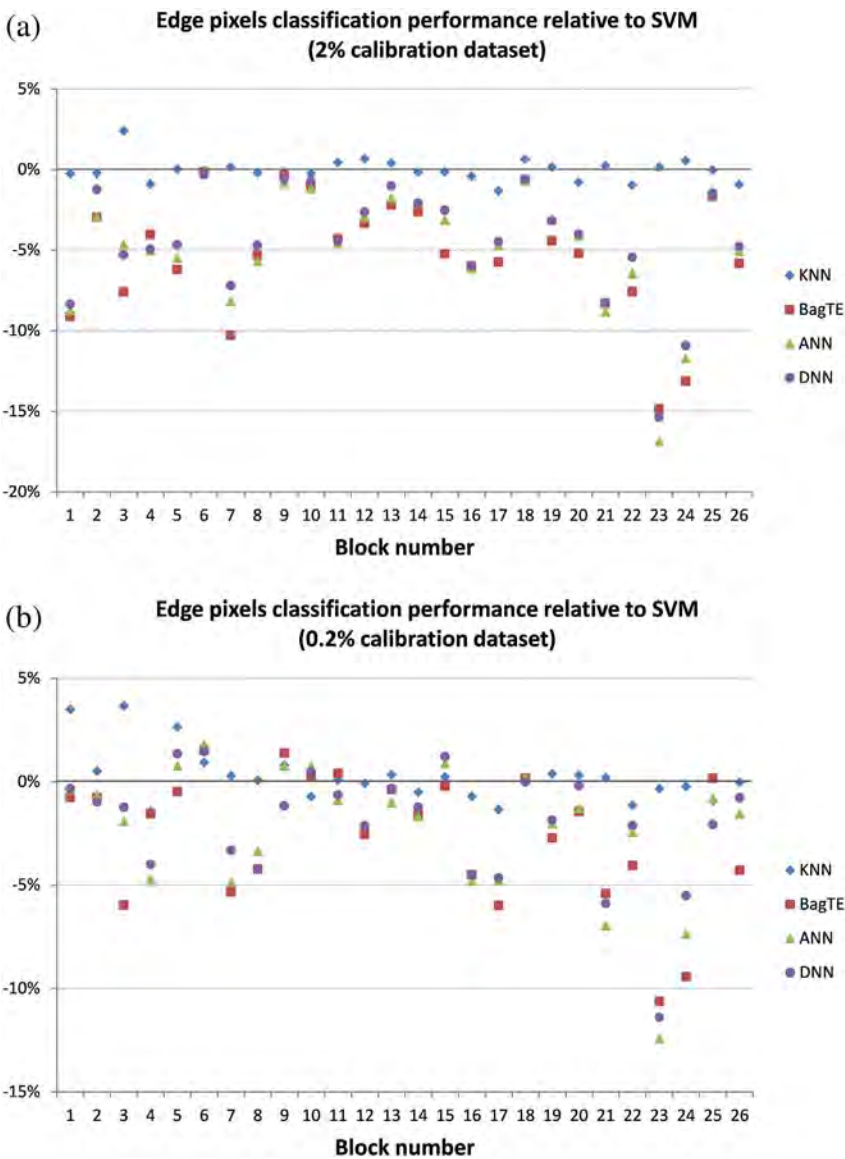 (a)
Edge pixels classification performance relative to SVM
(2% calibration dataset)
5%
0%
-5%
-10%
-15%
-20%
1 2 3 4 5 6 7 8 9 10 11 12 13 14 15 16 17 18 19 20 21 22 23 24 25 26
Block number
KNN
BagTE
ANN
DNN
(b)
Edge pixels classification performance relative to SVM
(0.2% calibration dataset)
5%
0%
-5%
-10%
-15%
1 2 3 4 5 6 7 8 9 10 11 12 13 14 15 16 17 18 19 20 21 22 23 24 25 26
Block number
KNN
BagTE
ANN
DNN